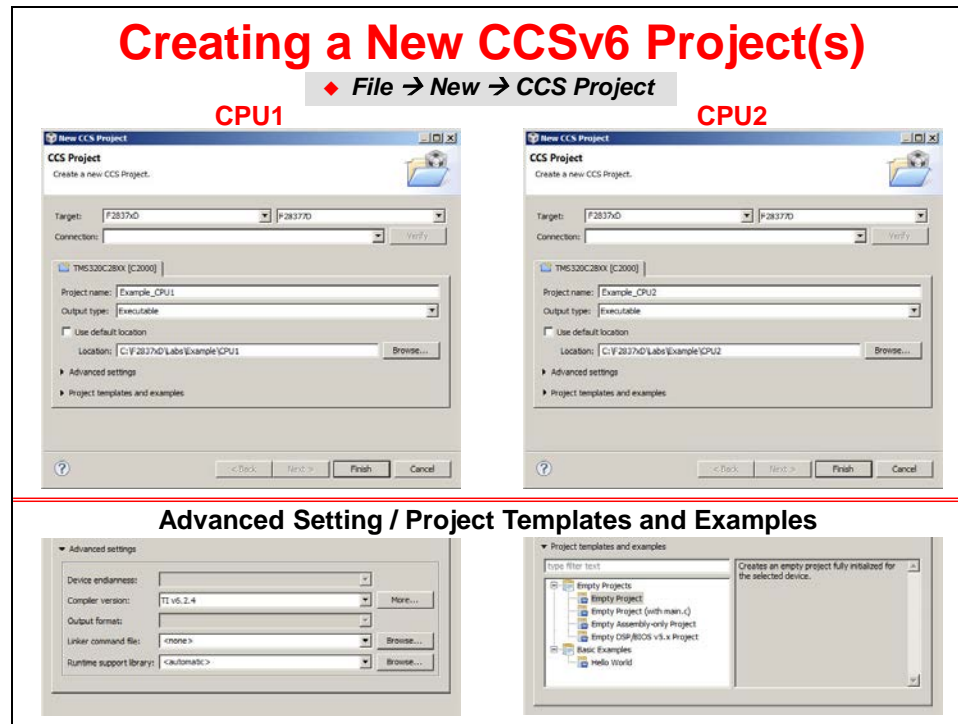 Creating a New CCSv6 Project(s)
◆ File → New → CCS Project
CPU1
New CCS Project
CCS Project
Create a new CCS Project.
Target: F2837xD F28377D
Connection: Verify
TMS320C28XX [C2000]
Project name: Example_CPU1
Output type: Executable
Use default location
Location: C:\F2837xD\Labs\Example\CPU1 Browse...
Advanced settings
Project templates and examples
< Back Next > Finish Cancel
CPU2
New CCS Project
CCS Project
Create a new CCS Project.
Target: F2837xD F28377D
Connection: Verify
TMS320C28XX [C2000]
Project name: Example_CPU2
Output type: Executable
Use default location
Location: C:\F2837xD\Labs\Example\CPU2 Browse...
Advanced settings
Project templates and examples
< Back Next > Finish Cancel
Advanced Setting / Project Templates and Examples
Advanced settings
Device endianness:
Compiler version: TI v6.2.4 More...
Output format:
Linker command file: <none> Browse...
Runtime support library: <automatic> Browse...
Project templates and examples
type filter text
Empty Projects
Empty Project
Empty Project (with main.c)
Empty Assembly-only Project
Empty DSP/BIOS v5.x Project
Basic Examples
Hello World
Creates an empty project fully initialized for
the selected device.